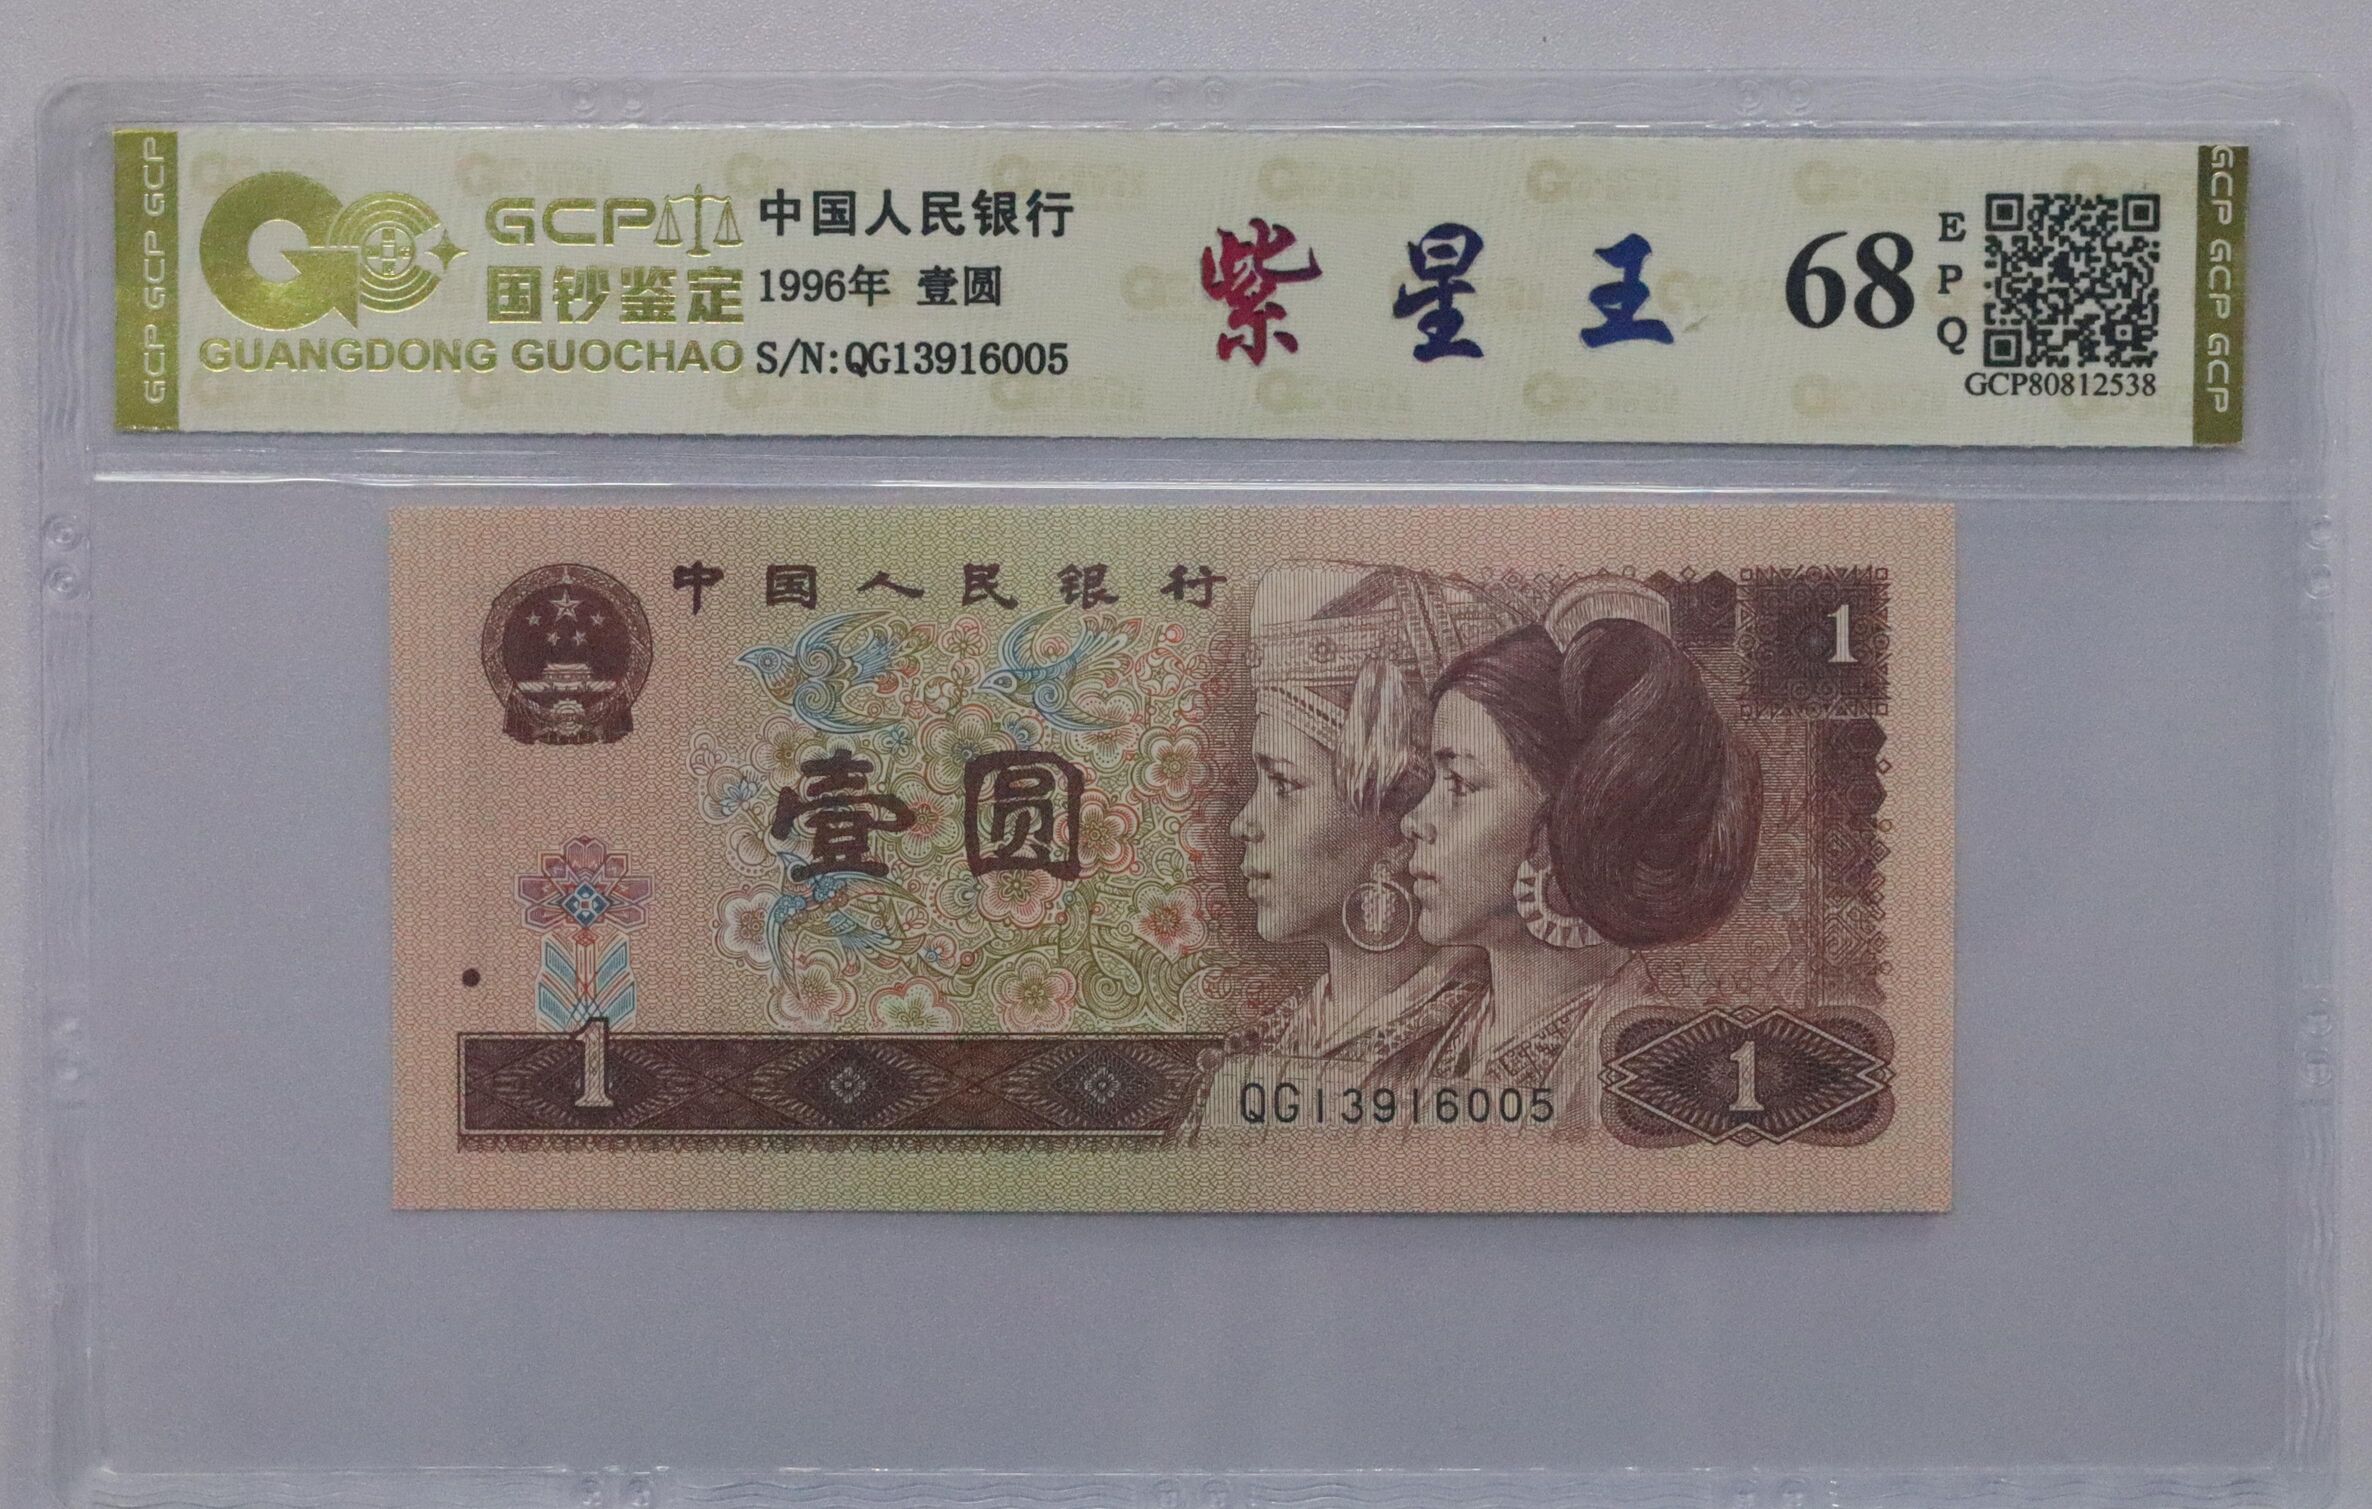 GCP GCP GCP
GCP
国钞鉴定
GUANGDONG GUOCHAO
中国人民银行
1996年 壹圆
S/N:QG13916005
紫星王
68
EPQ
GCP80812538
GCP GCP GCP
中国人民银行
1
壹圆
1
QG13916005
1